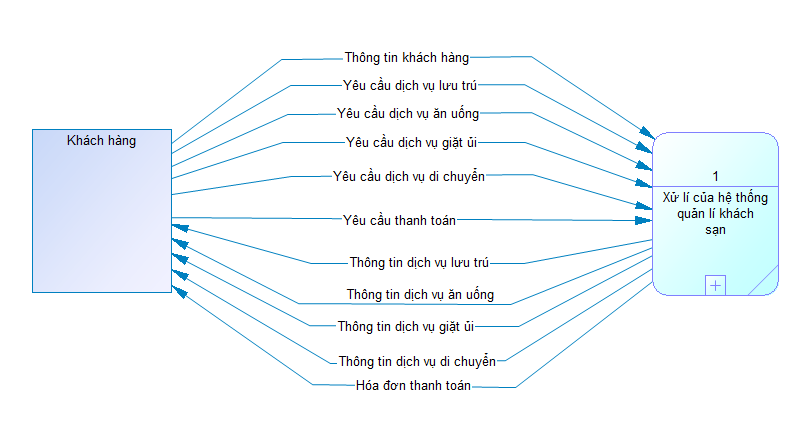 Thông tin khách hàng
Yêu cầu dịch vụ lưu trú
Yêu cầu dịch vụ ăn uống
Khách hàng
Yêu cầu dịch vụ giặt ủi
Yêu cầu dịch vụ di chuyển
1
Xử lí của hệ thống
quản lí khách
sạn
Yêu cầu thanh toán
Thông tin dịch vụ lưu trú
Thông tin dịch vụ ăn uống
Thông tin dịch vụ giặt ủi
Thông tin dịch vụ di chuyển
Hóa đơn thanh toán